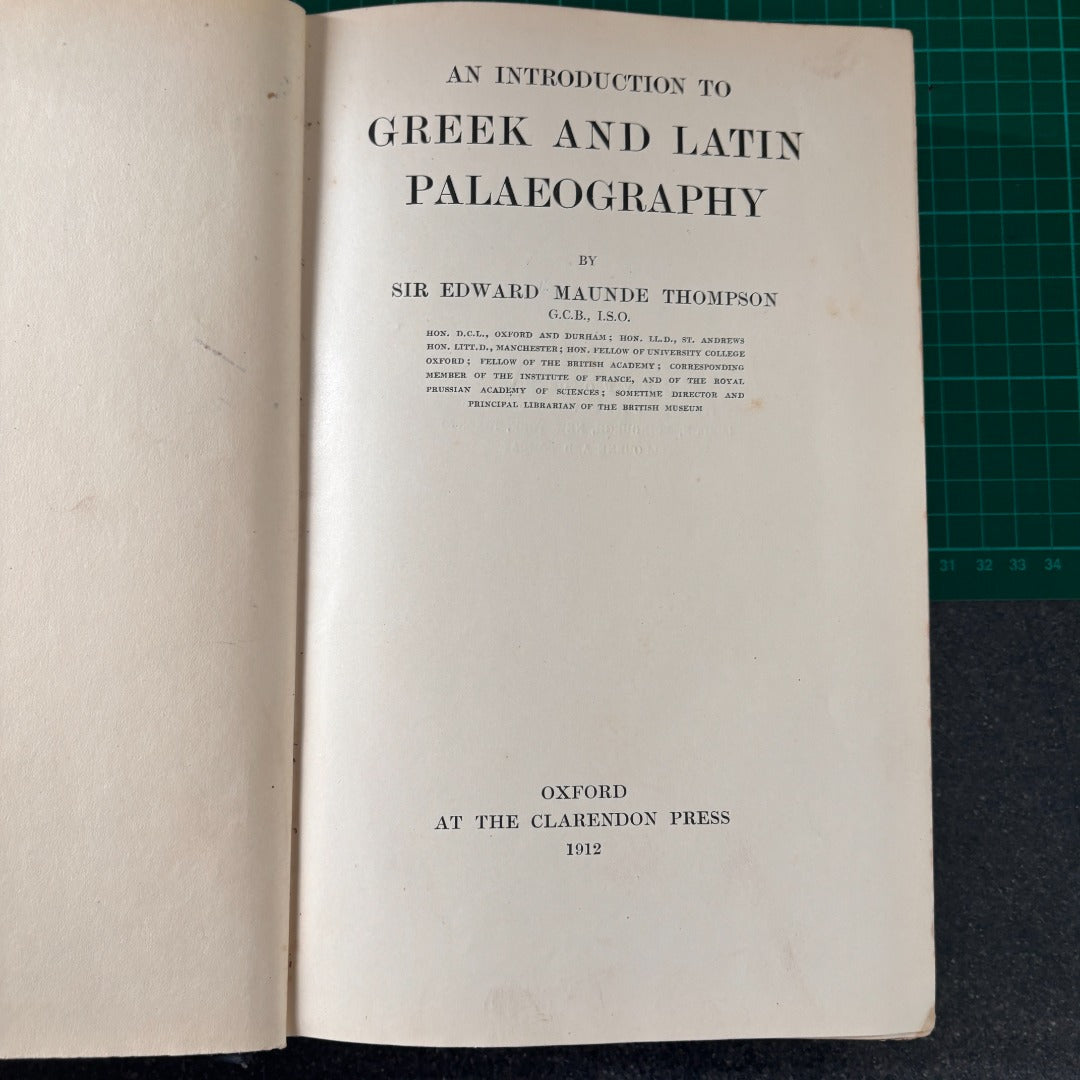 AN INTRODUCTION TO
GREEK AND LATIN
PALAEOGRAPHY
BY
SIR EDWARD MAUNDE THOMPSON
G.C.B., I.S.O.
HON. D.C.L., OXFORD AND DURHAM; HON. LL.D., ST. ANDREWS
HON. LITT.D., MANCHESTER; HON. FELLOW OF UNIVERSITY COLLEGE
OXFORD; FELLOW OF THE BRITISH ACADEMY; CORRESPONDING
MEMBER OF THE INSTITUTE OF FRANCE, AND OF THE ROYAL
PRUSSIAN ACADEMY OF SCIENCES; SOMETIME DIRECTOR AND
PRINCIPAL LIBRARIAN OF THE BRITISH MUSEUM
OXFORD
AT THE CLARENDON PRESS
1912
31 32 33 34